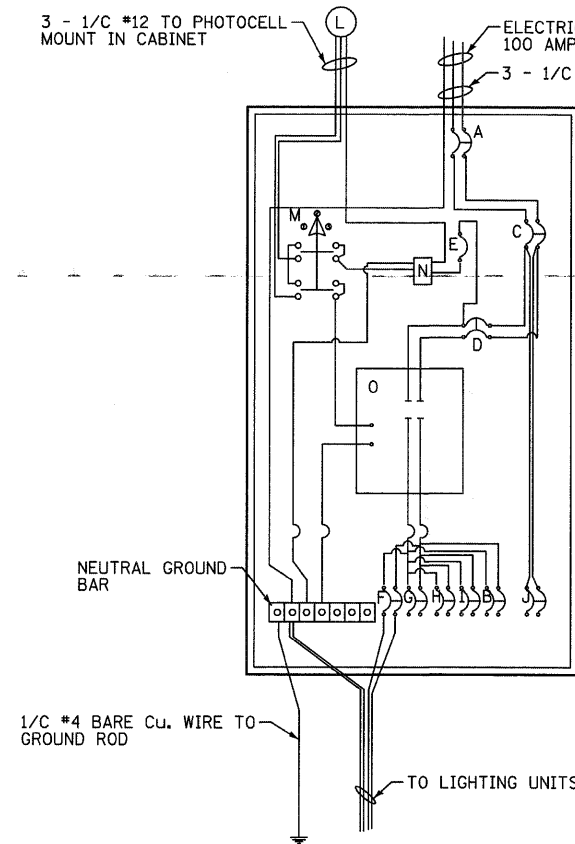 3 - 1/C #12 TO PHOTOCELL
MOUNT IN CABINET
L
100 AMP
3 - 1/C
A
M
C
E
N
D
O
NEUTRAL GROUND
BAR
F G H I B J
1/C #4 BARE Cu. WIRE TO
GROUND ROD
TO LIGHTING UNITS